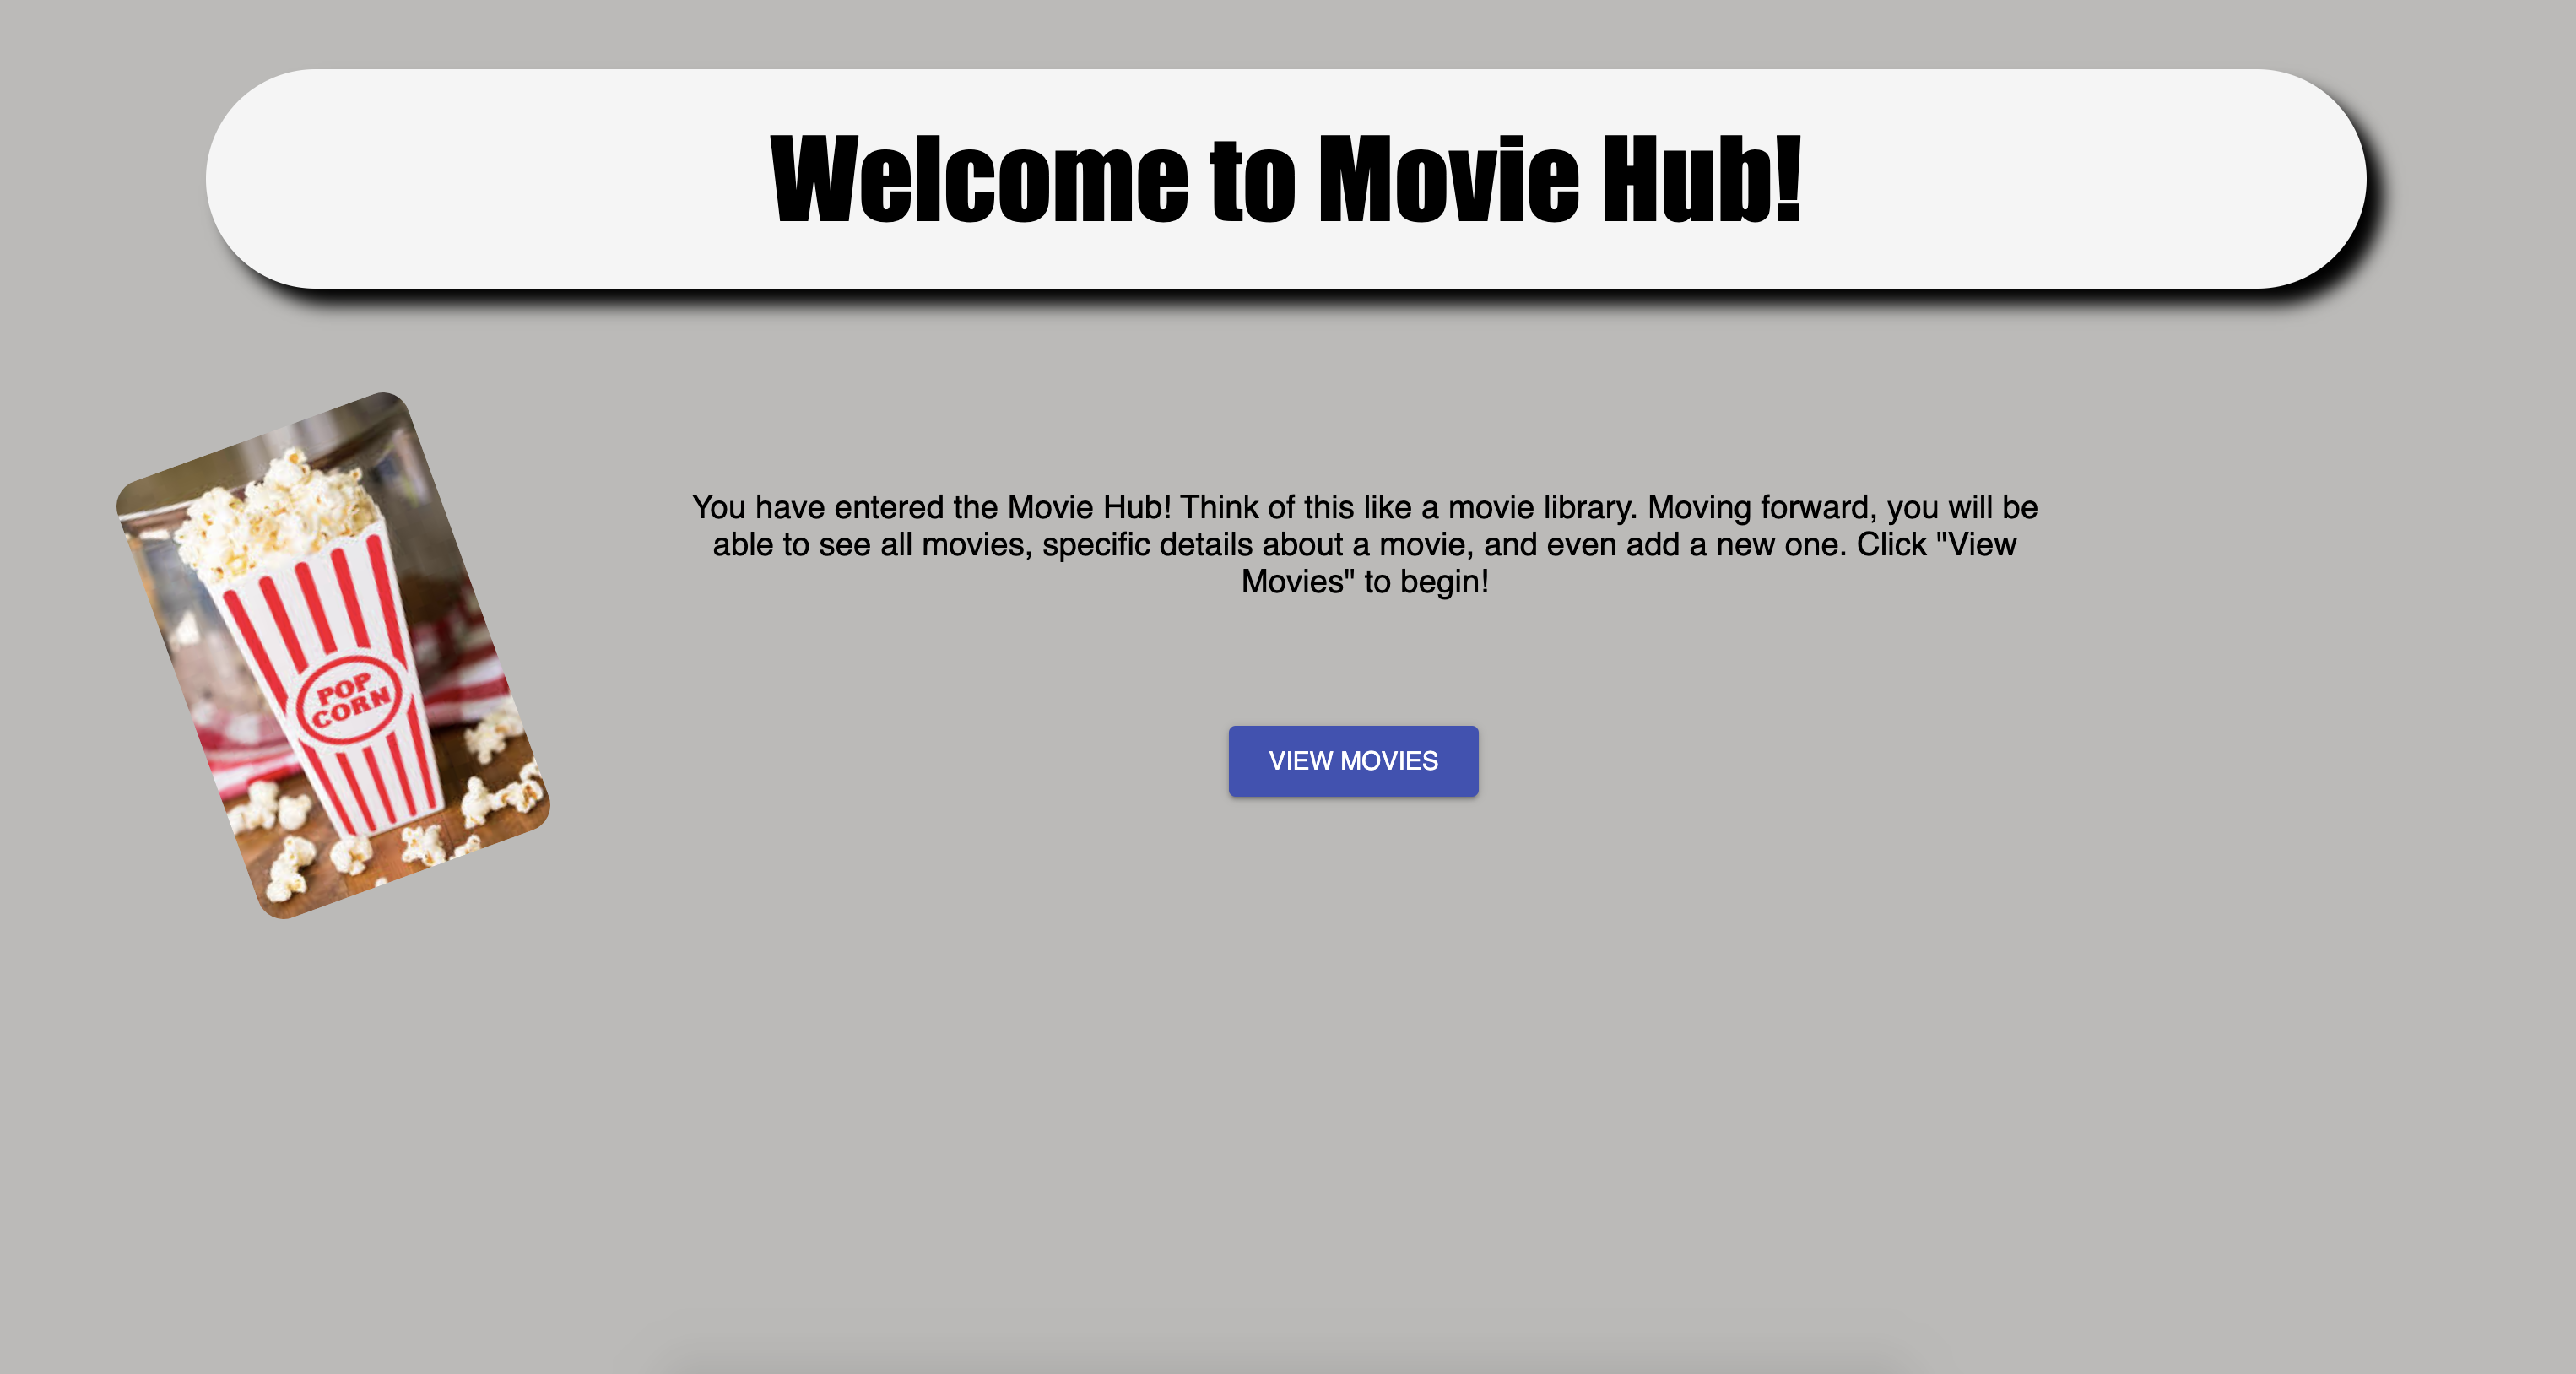 Welcome to Movie Hub!
You have entered the Movie Hub! Think of this like a movie library. Moving forward, you will be
able to see all movies, specific details about a movie, and even add a new one. Click "View
Movies" to begin!
POP
CORN
VIEW MOVIES